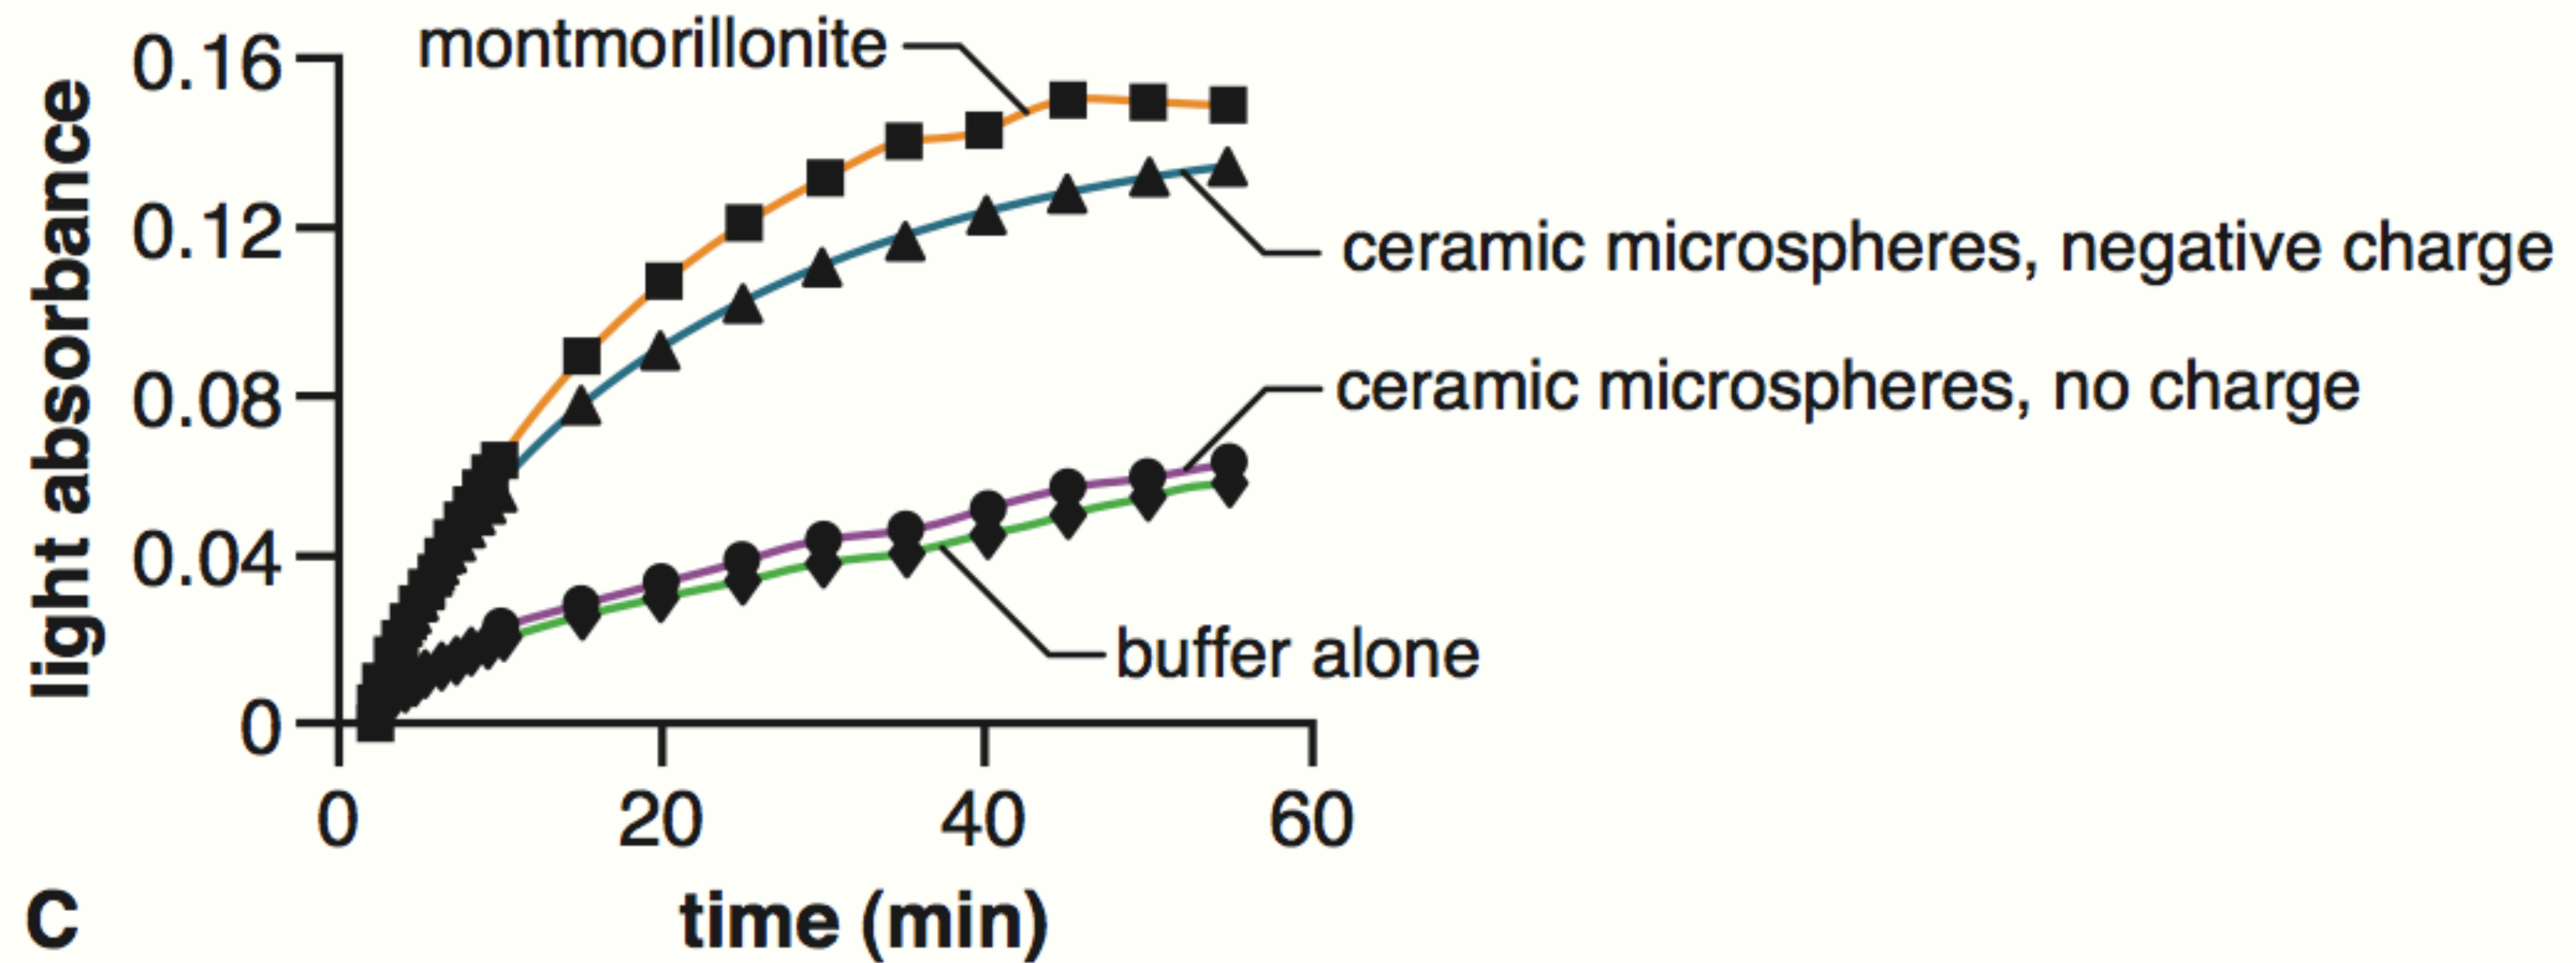 montmorillonite
0.16
0.12
0.08
0.04
0
light absorbance
ceramic microspheres, negative charge
ceramic microspheres, no charge
buffer alone
0 20 40 60
time (min)
C